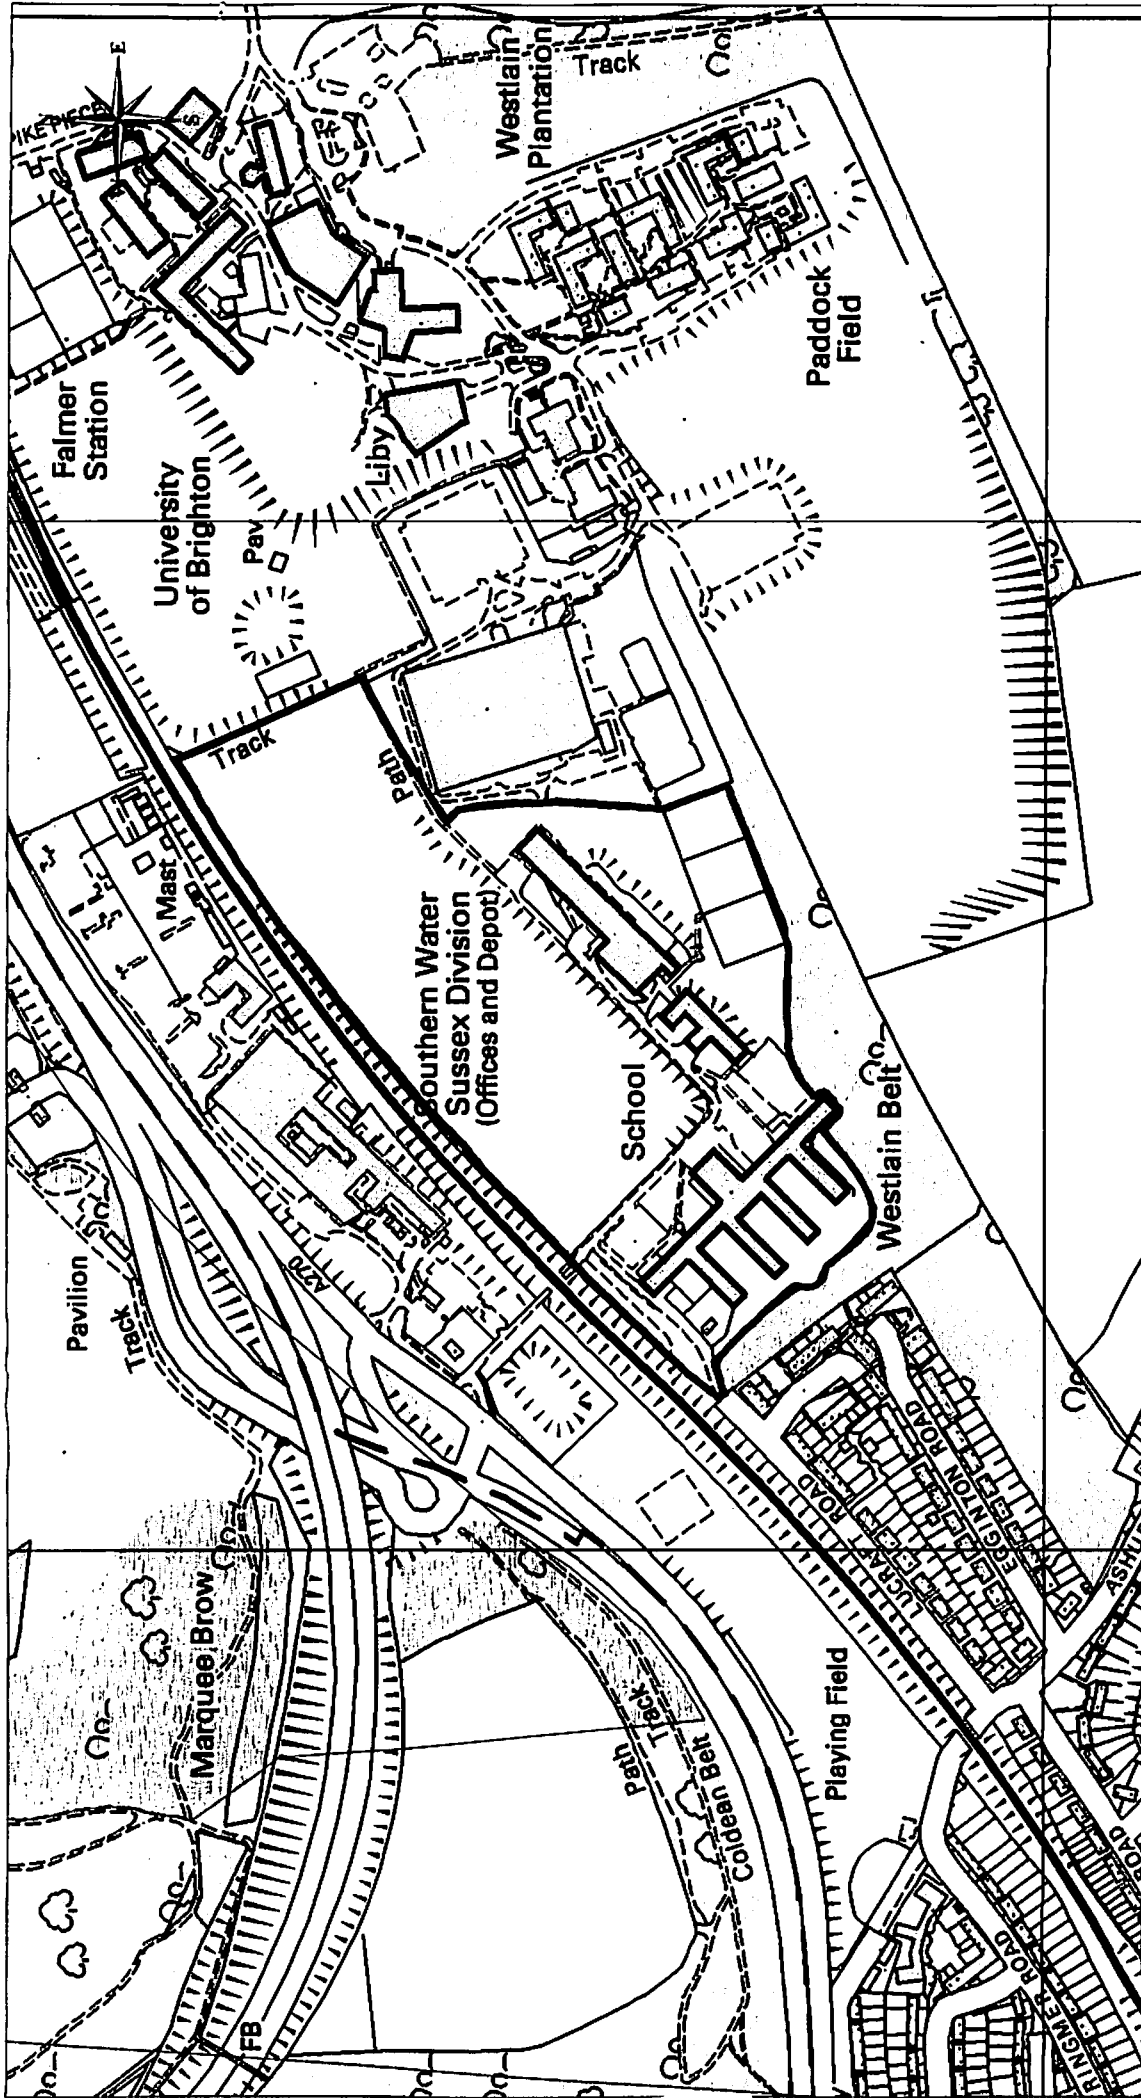 PIKE PIECE
E
S
Falmer
Station
University
of Brighton
Pav
Liby
Westlain
Plantation
Track
Paddock
Field
Track
Path
Mast
Southern Water
Sussex Division
(Offices and Depot)
School
Westlain Belt
A270
Pavilion
Track
Marquee Brow
FB
Path
Track
Coldean Belt
Playing Field
LUCRAFT ROAD
EGGINTON ROAD
RINGMER ROAD
ROAD